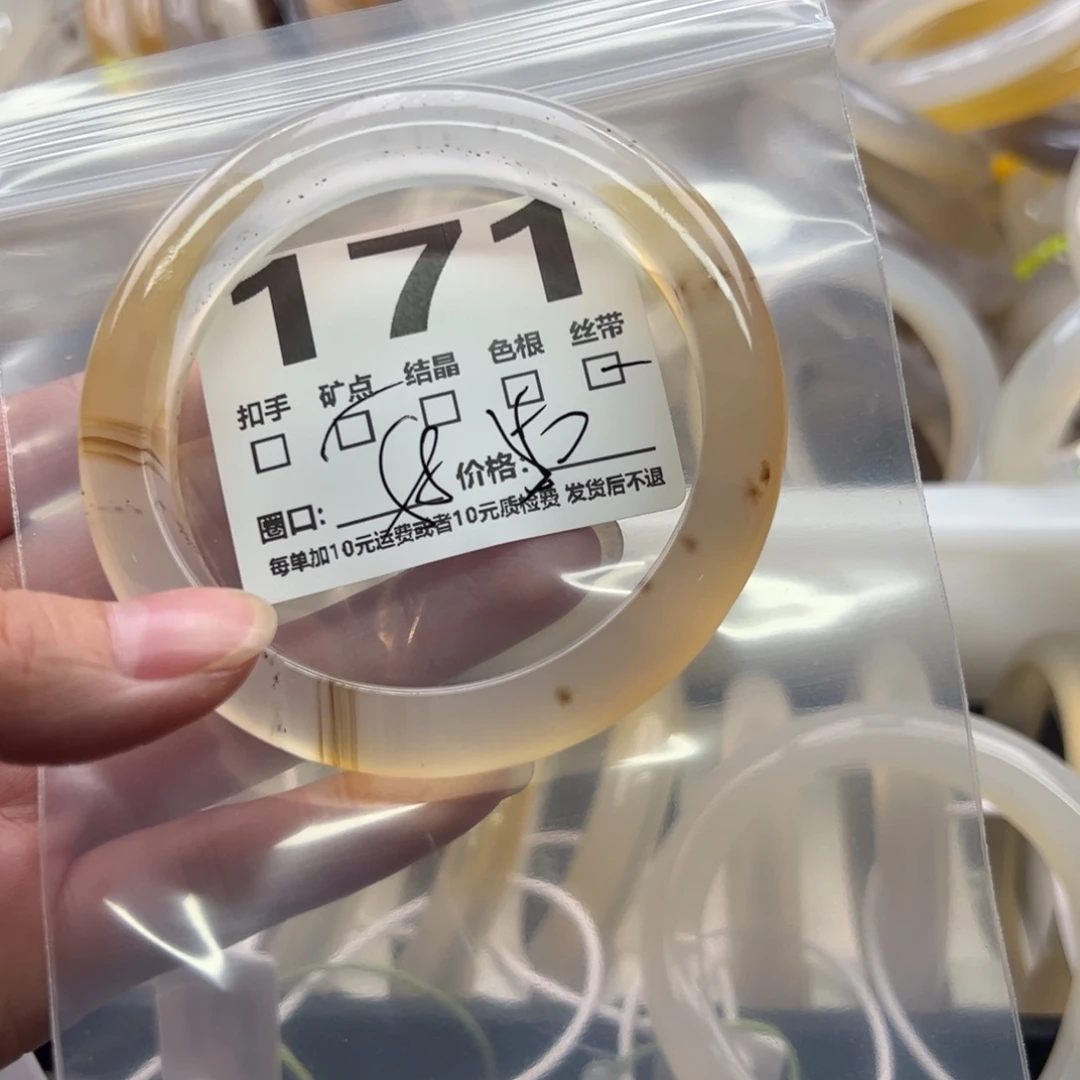 171
扣手 矿点 结晶 色根 丝带
圈口: 价格:
每单加10元运费或者10元质检费 发货后不退